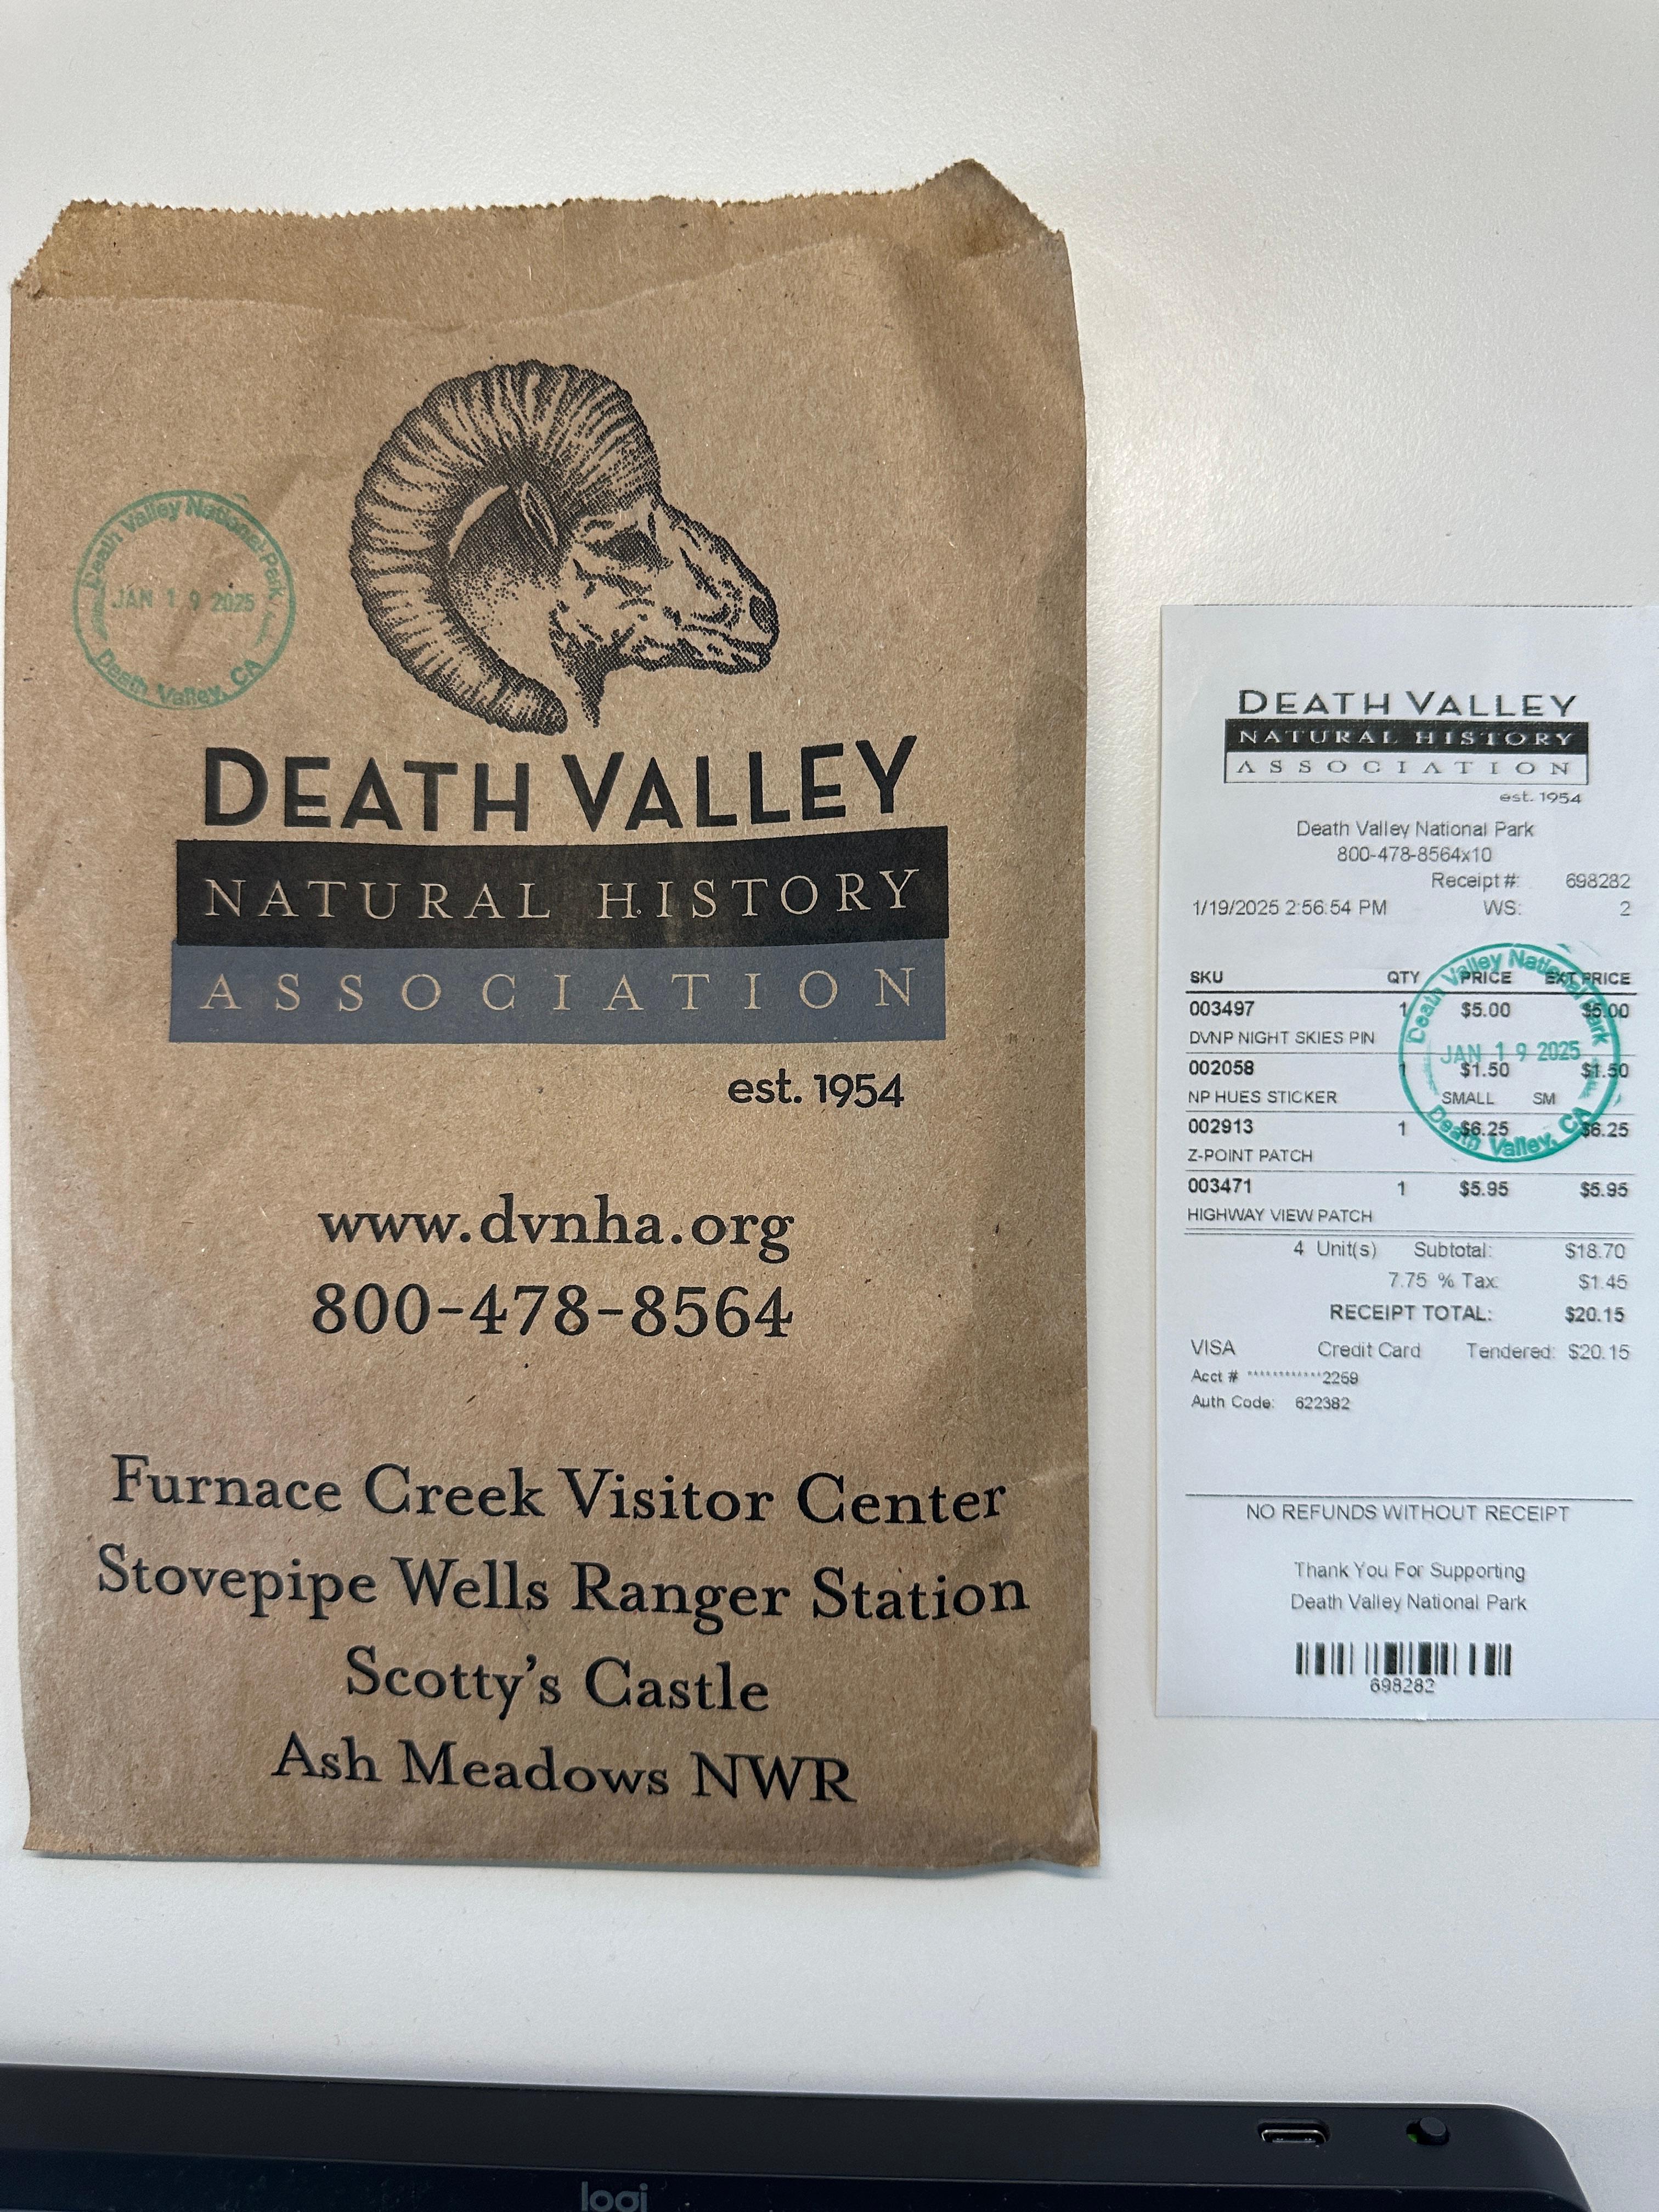 Death Valley National Park
JAN 19 2025
Death Valley, CA
DEATH VALLEY
NATURAL HISTORY
ASSOCIATION
est. 1954
www.dvnha.org
800-478-8564
Furnace Creek Visitor Center
Stovepipe Wells Ranger Station
Scotty's Castle
Ash Meadows NWR
DEATH VALLEY
NATURAL HISTORY
ASSOCIATION
est. 1954
Death Valley National Park
800-478-8564x10
Receipt #: 698282
1/19/2025 2:56:54 PM WS: 2
SKU QTY PRICE EXT PRICE
003497 1 $5.00 $5.00
DVNP NIGHT SKIES PIN
002058 1 $1.50 $1.50
NP HUES STICKER SMALL SM
002913 1 $6.25 $6.25
Z-POINT PATCH
003471 1 $5.95 $5.95
HIGHWAY VIEW PATCH
4 Unit(s) Subtotal: $18.70
7.75 % Tax: $1.45
RECEIPT TOTAL: $20.15
VISA Credit Card Tendered: $20.15
Acct # ************2259
Auth Code: 622382
NO REFUNDS WITHOUT RECEIPT
Thank You For Supporting
Death Valley National Park
698282
Death Valley National Park
JAN 19 2025
Death Valley, CA
logi